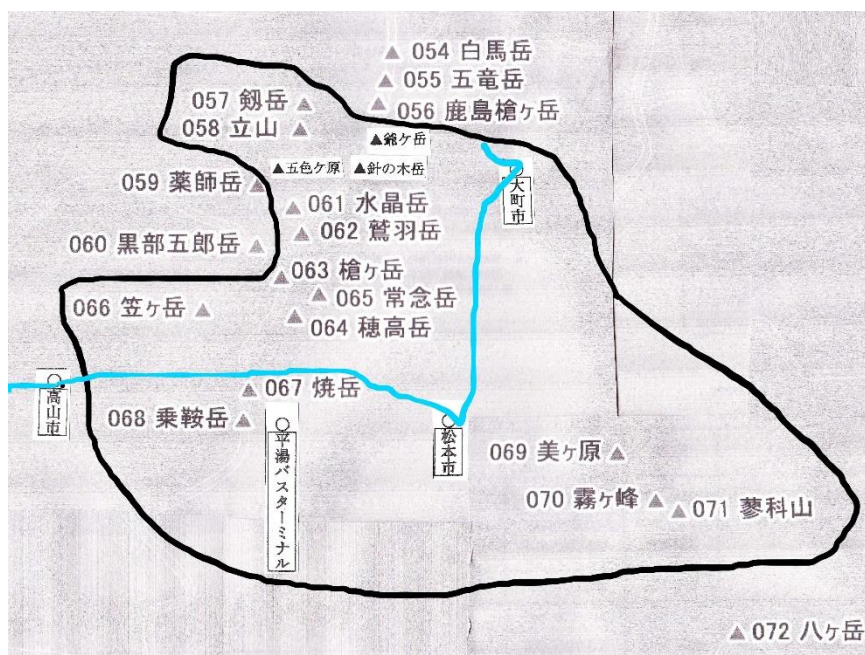 054 白馬岳
055 五竜岳
056 鹿島槍ヶ岳
057 剱岳
058 立山
▲爺ケ岳
▲五色ケ原
▲針の木岳
059 薬師岳
大町市
061 水晶岳
062 鷲羽岳
060 黒部五郎岳
063 槍ヶ岳
065 常念岳
066 笠ヶ岳
064 穂高岳
高山市
067 焼岳
068 乗鞍岳
平湯バスターミナル
松本市
069 美ヶ原
070 霧ヶ峰
071 蓼科山
072 八ヶ岳